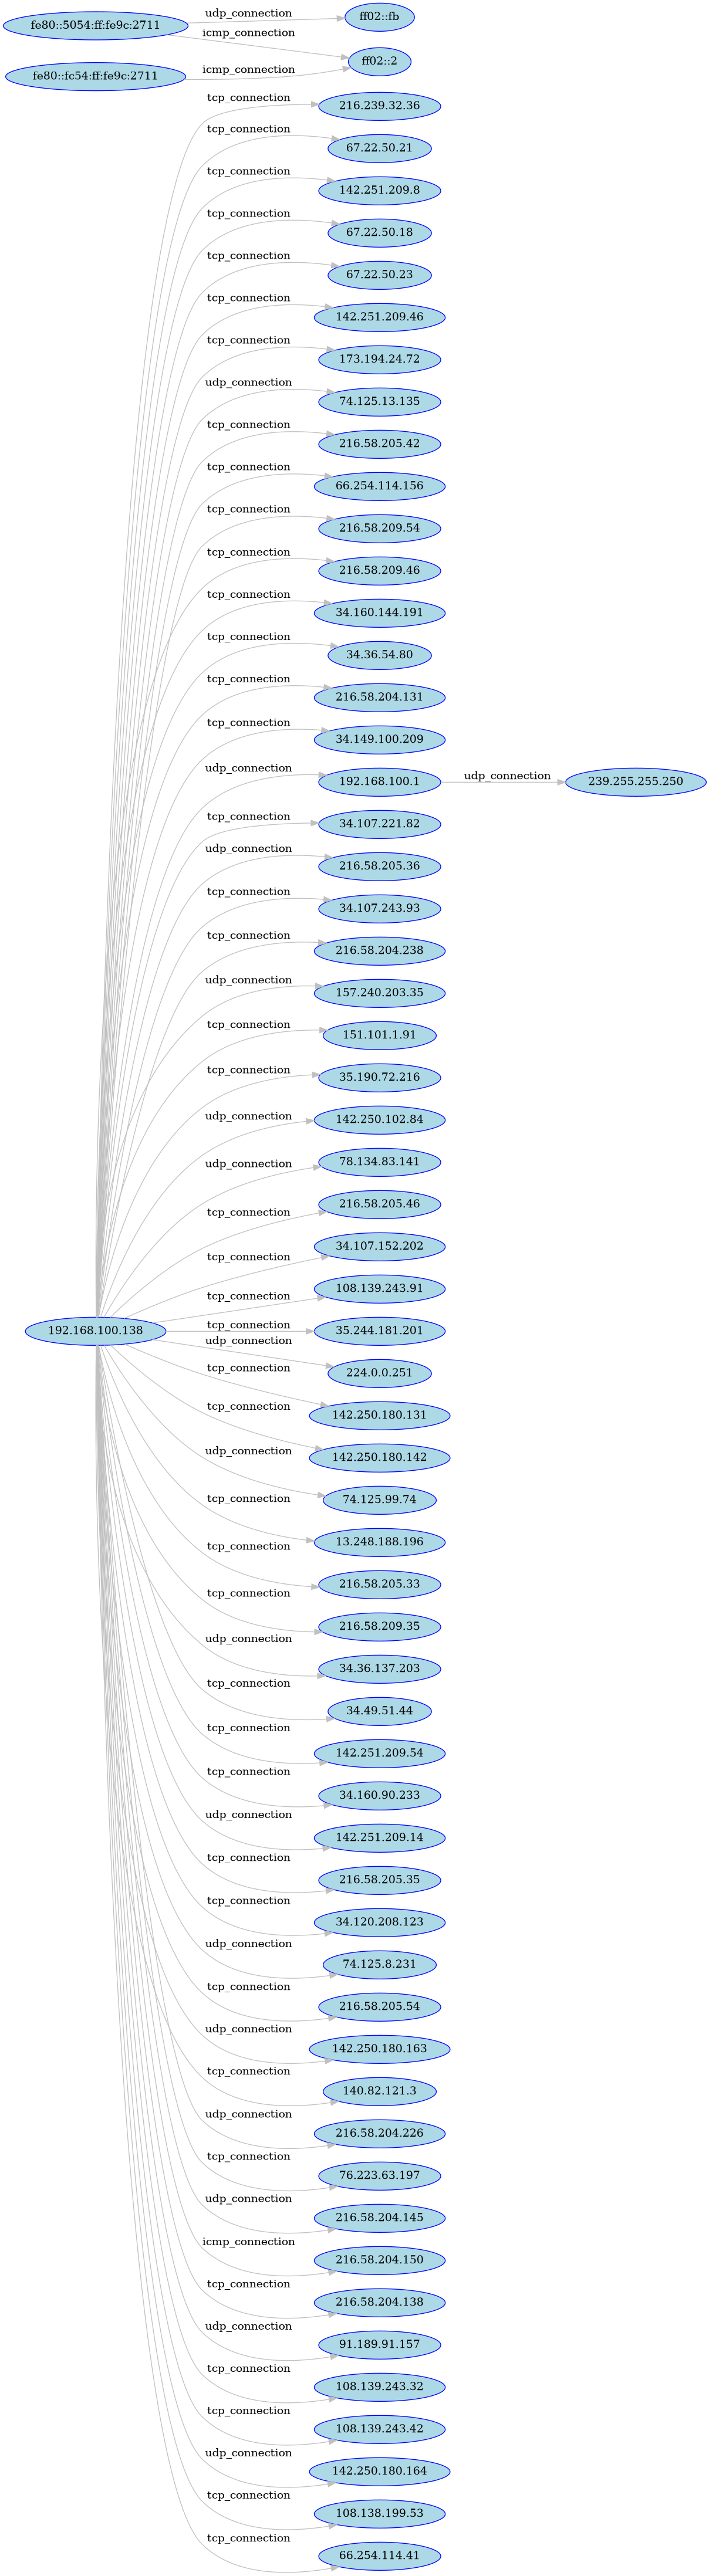 fe80::5054:ff:fe9c:2711
udp_connection
ff02::fb
icmp_connection
ff02::2
fe80::fc54:ff:fe9c:2711
icmp_connection
tcp_connection
216.239.32.36
tcp_connection
67.22.50.21
tcp_connection
142.251.209.8
tcp_connection
67.22.50.18
tcp_connection
67.22.50.23
tcp_connection
142.251.209.46
tcp_connection
173.194.24.72
udp_connection
74.125.13.135
tcp_connection
216.58.205.42
tcp_connection
66.254.114.156
tcp_connection
216.58.209.54
tcp_connection
216.58.209.46
tcp_connection
34.160.144.191
tcp_connection
34.36.54.80
tcp_connection
216.58.204.131
tcp_connection
34.149.100.209
udp_connection
192.168.100.1
udp_connection
239.255.255.250
tcp_connection
34.107.221.82
udp_connection
216.58.205.36
tcp_connection
34.107.243.93
tcp_connection
216.58.204.238
udp_connection
157.240.203.35
tcp_connection
151.101.1.91
tcp_connection
35.190.72.216
udp_connection
142.250.102.84
udp_connection
78.134.83.141
tcp_connection
216.58.205.46
tcp_connection
34.107.152.202
tcp_connection
108.139.243.91
192.168.100.138
tcp_connection
35.244.181.201
udp_connection
224.0.0.251
tcp_connection
142.250.180.131
tcp_connection
142.250.180.142
udp_connection
74.125.99.74
tcp_connection
13.248.188.196
tcp_connection
216.58.205.33
tcp_connection
216.58.209.35
udp_connection
34.36.137.203
tcp_connection
34.49.51.44
tcp_connection
142.251.209.54
tcp_connection
34.160.90.233
udp_connection
142.251.209.14
tcp_connection
216.58.205.35
tcp_connection
34.120.208.123
udp_connection
74.125.8.231
tcp_connection
216.58.205.54
udp_connection
142.250.180.163
tcp_connection
140.82.121.3
udp_connection
216.58.204.226
tcp_connection
76.223.63.197
udp_connection
216.58.204.145
icmp_connection
216.58.204.150
tcp_connection
216.58.204.138
udp_connection
91.189.91.157
tcp_connection
108.139.243.32
tcp_connection
108.139.243.42
udp_connection
142.250.180.164
tcp_connection
108.138.199.53
tcp_connection
66.254.114.41